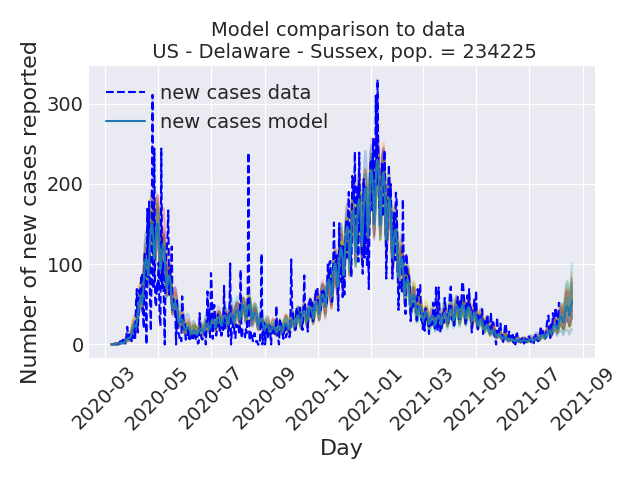 Model comparison to data
US - Delaware - Sussex, pop. = 234225
Number of new cases reported
300
200
100
0
new cases data
new cases model
2020-03
2020-05
2020-07
2020-09
2020-11
2021-01
2021-03
2021-05
2021-07
2021-09
Day